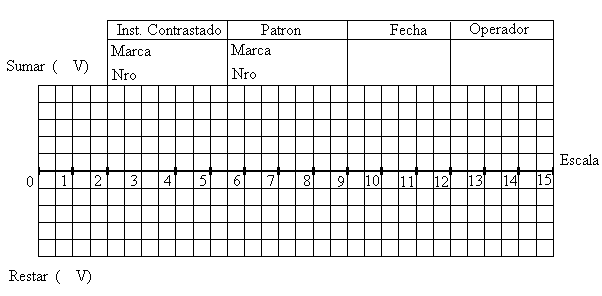 Inst. Contrastado Patron Fecha Operador
Marca Marca
Nro Nro
Sumar ( V)
Escala
0 1 2 3 4 5 6 7 8 9 10 11 12 13 14 15
Restar ( V)